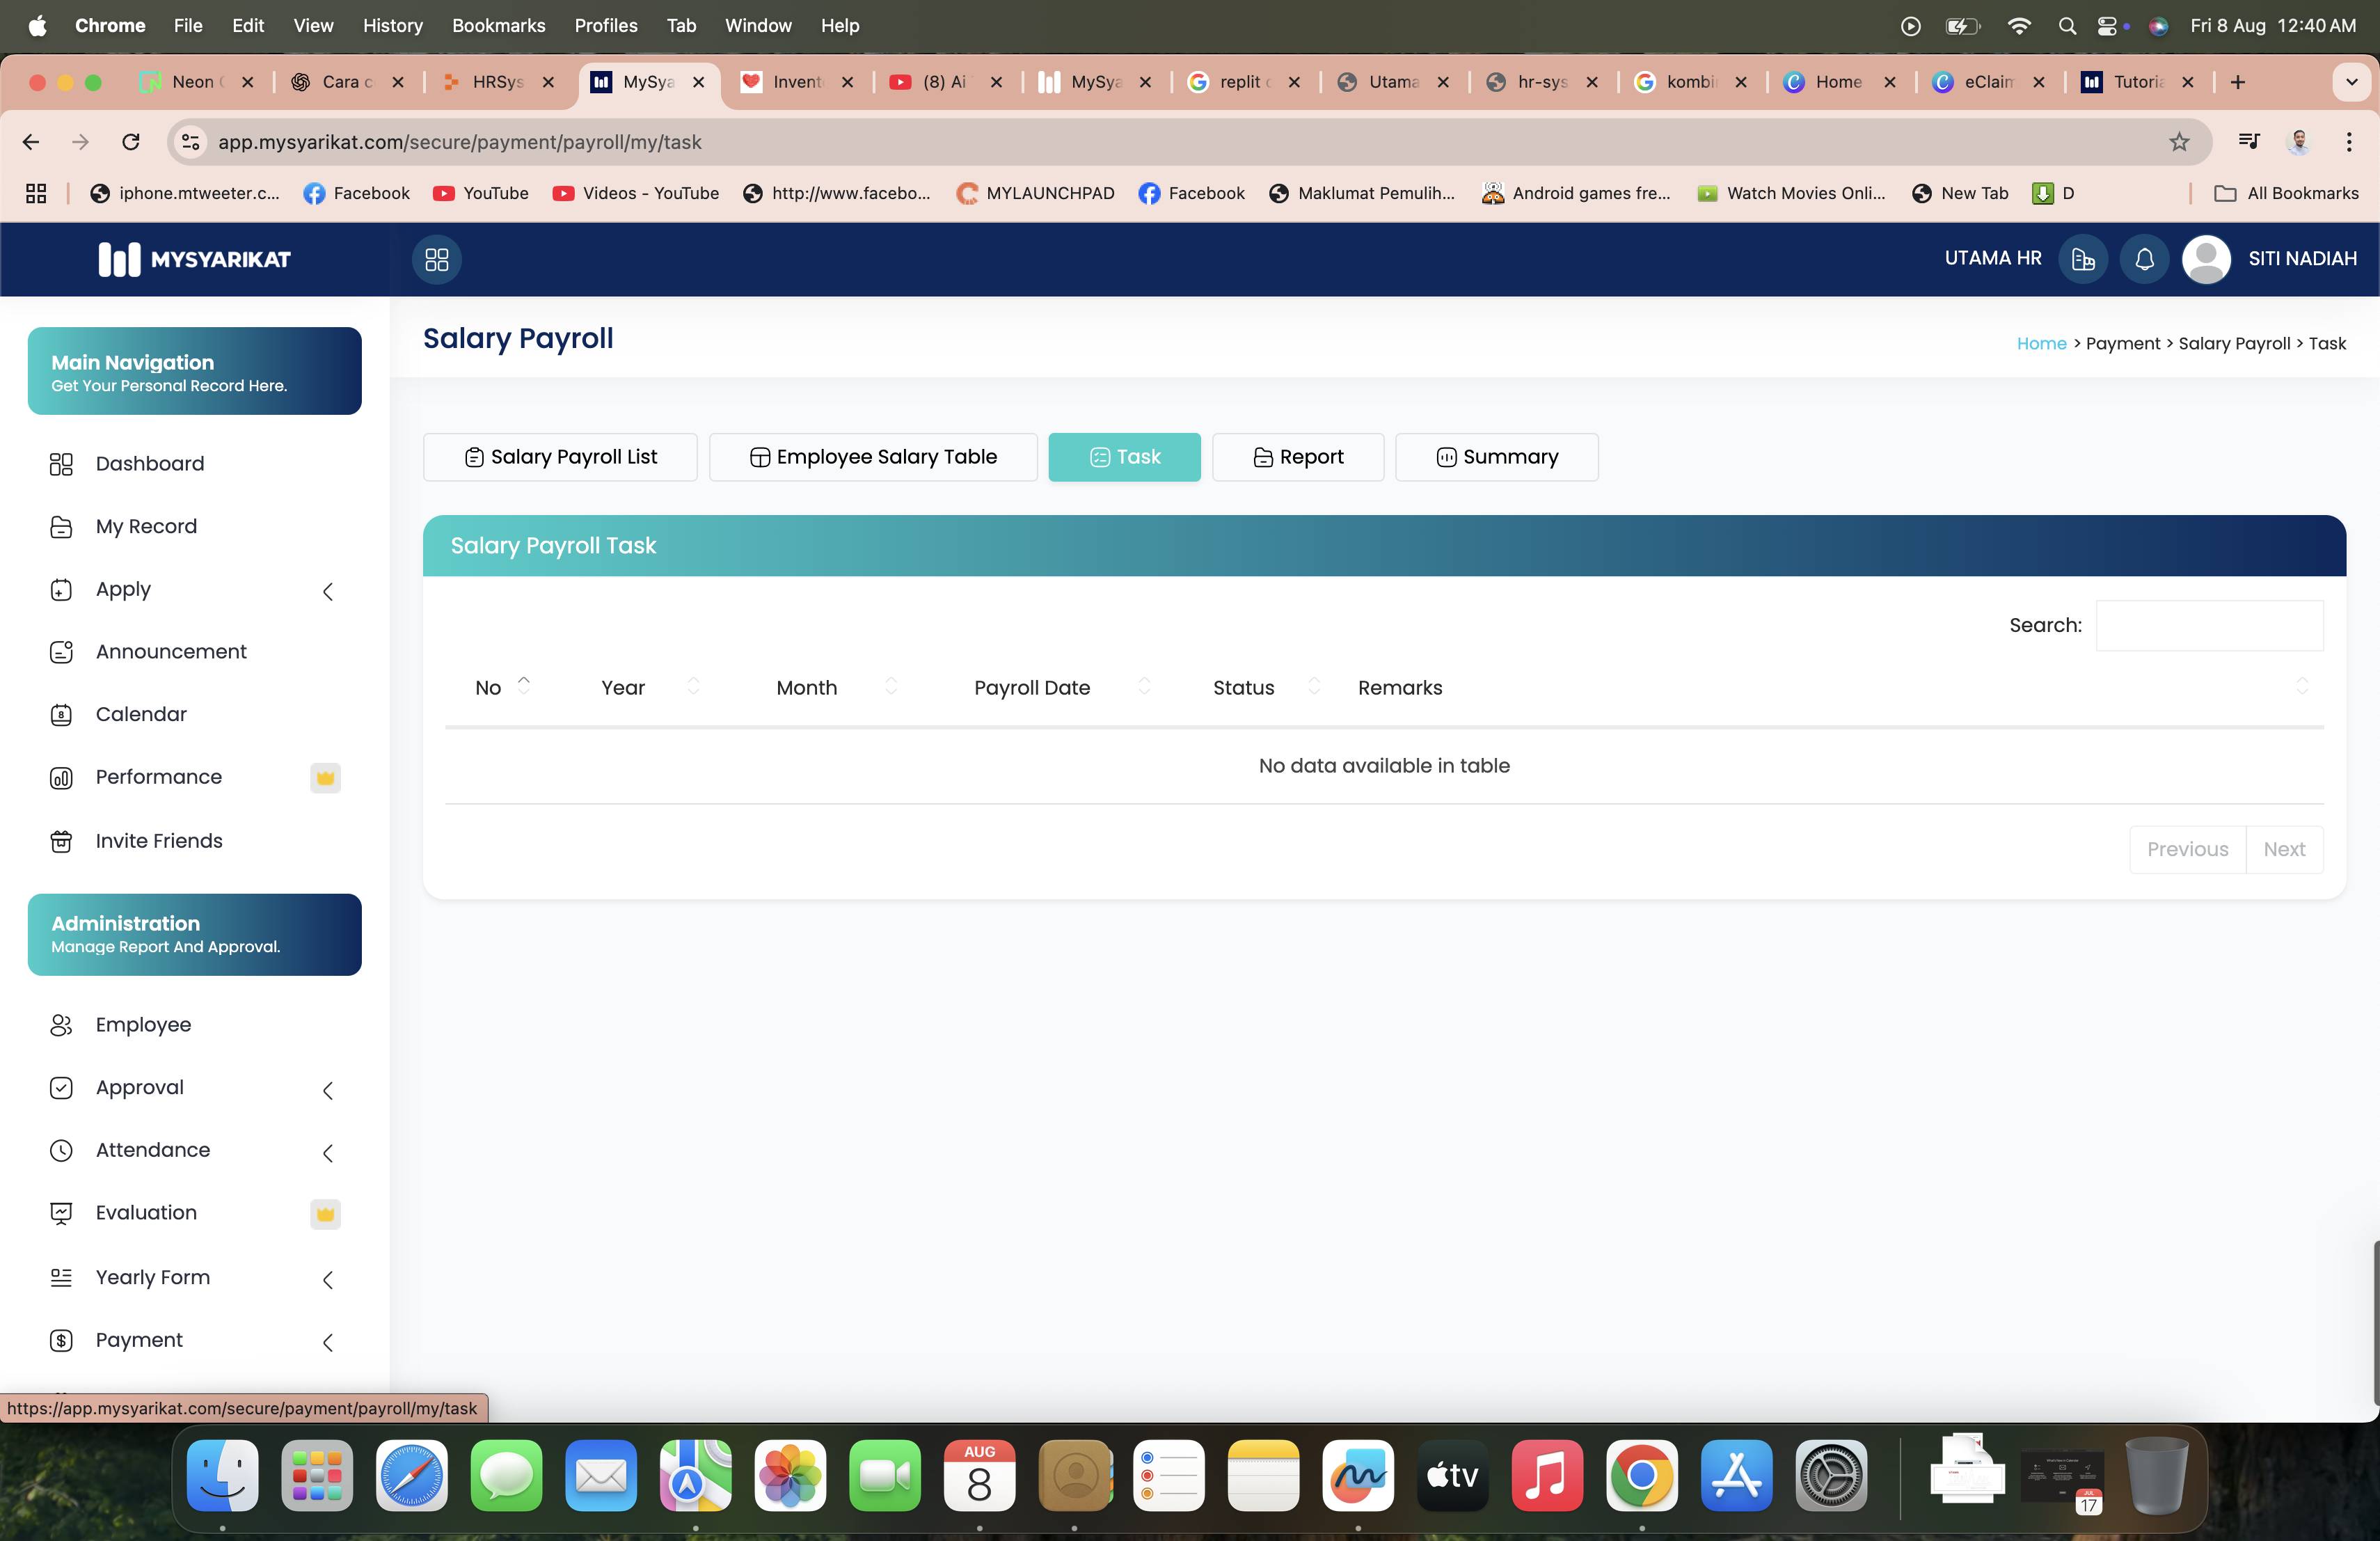 Chrome File Edit View History Bookmarks Profiles Tab Window Help Fri 8 Aug 12:40 AM
Neon Cara c HRSys MySya Invent (8) Ai MySya replit Utama hr-sys kombi Home eClaim Tutoria
app.mysyarikat.com/secure/payment/payroll/my/task
iphone.mtweeter.c... Facebook YouTube Videos - YouTube http://www.facebo... MYLAUNCHPAD Facebook Maklumat Pemulih... Android games fre... Watch Movies Onli... New Tab D All Bookmarks
MYSYARIKAT UTAMA HR SITI NADIAH
Salary Payroll
Home > Payment > Salary Payroll > Task
Main Navigation
Get Your Personal Record Here.
Dashboard
My Record
Apply
Announcement
8
Calendar
Performance
Invite Friends
Administration
Manage Report And Approval.
Employee
Approval
Attendance
Evaluation
Yearly Form
$
Payment
Salary Payroll List Employee Salary Table Task Report Summary
Salary Payroll Task
Search:
No Year Month Payroll Date Status Remarks
No data available in table
Previous Next
https://app.mysyarikat.com/secure/payment/payroll/my/task
AUG
8
tv
JUL
17